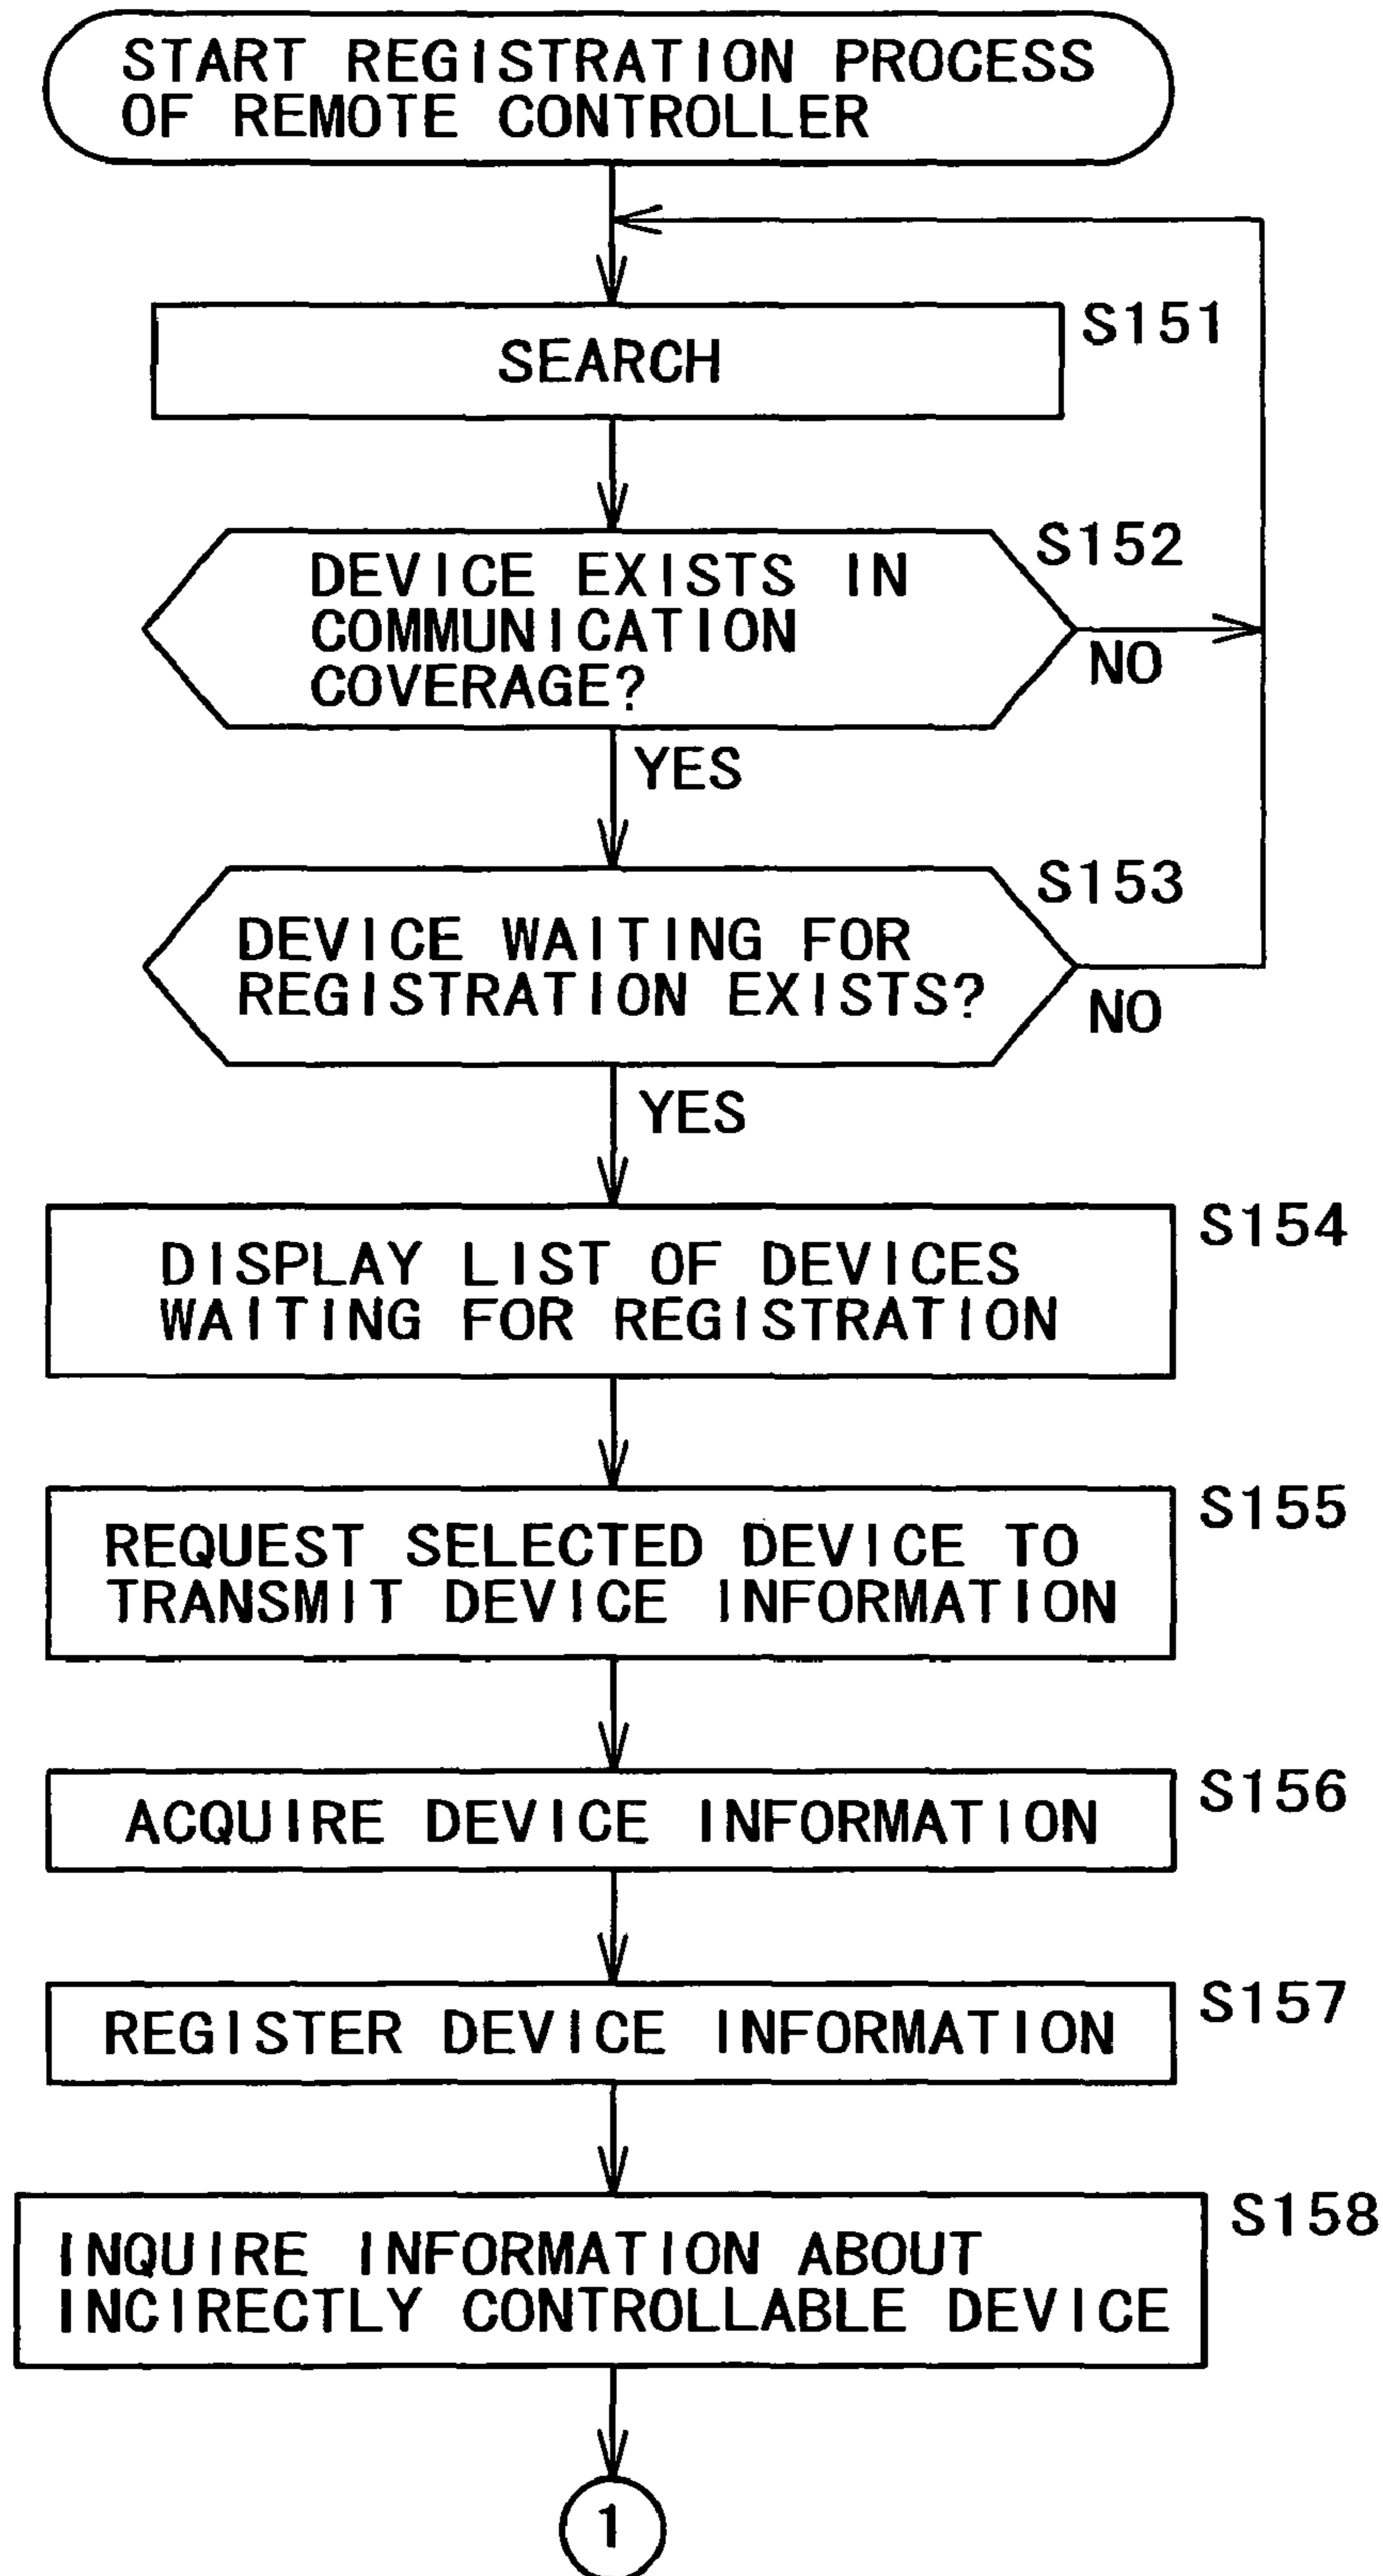 START REGISTRATION PROCESS
OF REMOTE CONTROLLER
S151
SEARCH
S152
DEVICE EXISTS IN
COMMUNICATION
COVERAGE?
NO
YES
S153
DEVICE WAITING FOR
REGISTRATION EXISTS?
NO
YES
S154
DISPLAY LIST OF DEVICES
WAITING FOR REGISTRATION
S155
REQUEST SELECTED DEVICE TO
TRANSMIT DEVICE INFORMATION
S156
ACQUIRE DEVICE INFORMATION
S157
REGISTER DEVICE INFORMATION
S158
INQUIRE INFORMATION ABOUT
INCIRECTLY CONTROLLABLE DEVICE
1